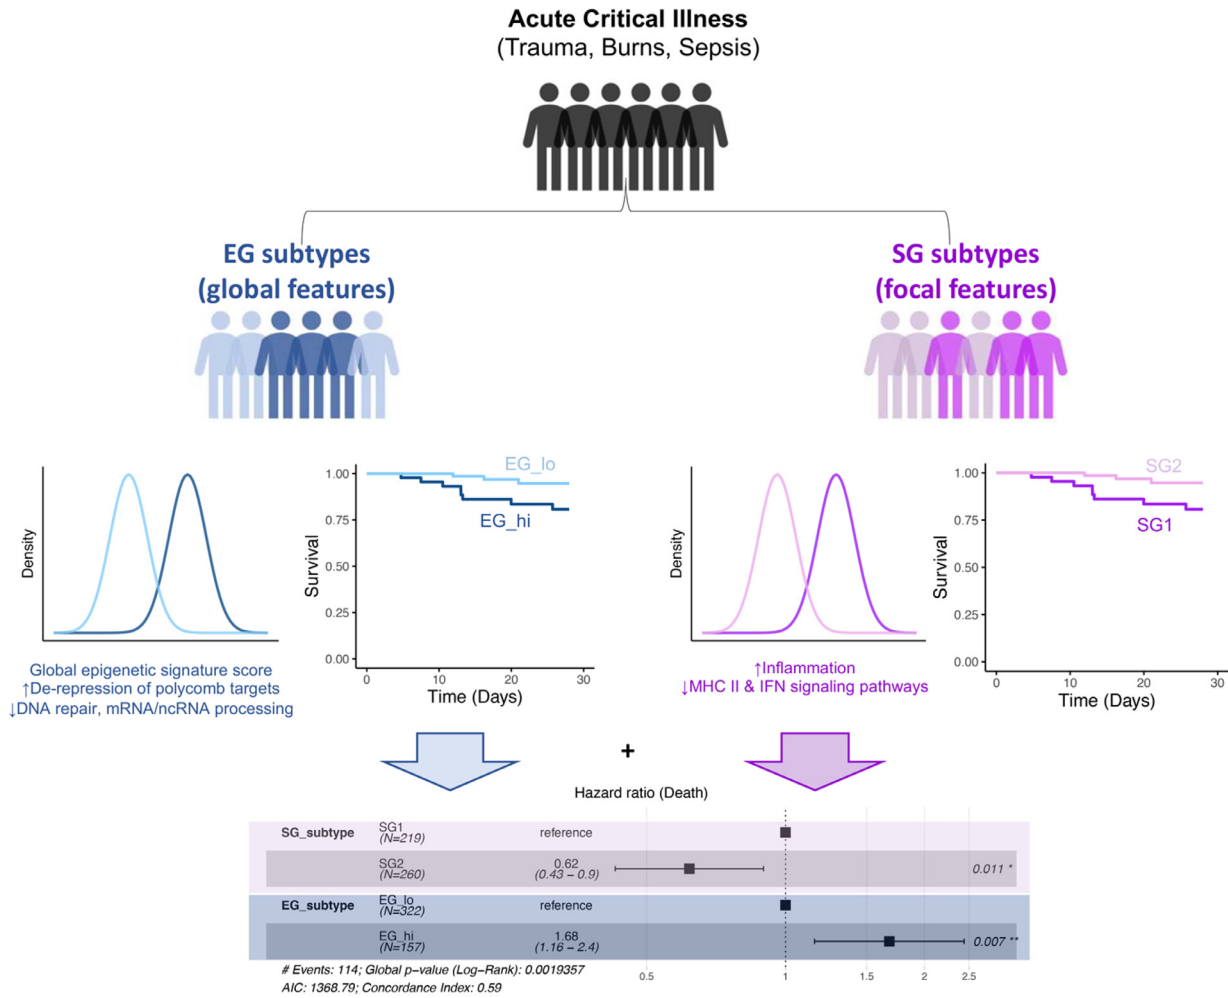 Acute Critical Illness
(Trauma, Burns, Sepsis)
EG subtypes
(global features)
SG subtypes
(focal features)
Density
Global epigenetic signature score
↑De-repression of polycomb targets
↓DNA repair, mRNA/ncRNA processing
Survival
1.00
0.75
0.50
0.25
0.00
EG_lo
EG_hi
0 10 20 30
Time (Days)
Density
↑Inflammation
↓MHC II & IFN signaling pathways
Survival
1.00
0.75
0.50
0.25
0.00
SG2
SG1
0 10 20 30
Time (Days)
+
Hazard ratio (Death)
SG_subtype SG1 reference
(N=219)
SG2 0.62 0.011 *
(N=260) (0.43 – 0.9)
EG_subtype EG_lo reference
(N=322)
EG_hi 1.68 0.007 **
(N=157) (1.16 – 2.4)
# Events: 114; Global p−value (Log−Rank): 0.0019357
AIC: 1368.79; Concordance Index: 0.59
0.5 1 1.5 2 2.5